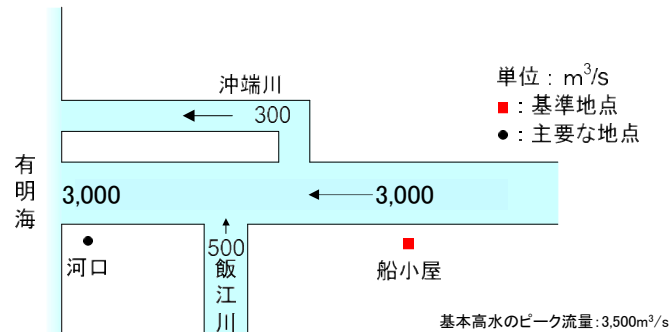 沖端川
300
単位：m³/s
■：基準地点
●：主要な地点
有明海
3,000
3,000
500
飯江川
河口
船小屋
基本高水のピーク流量：3,500m³/s